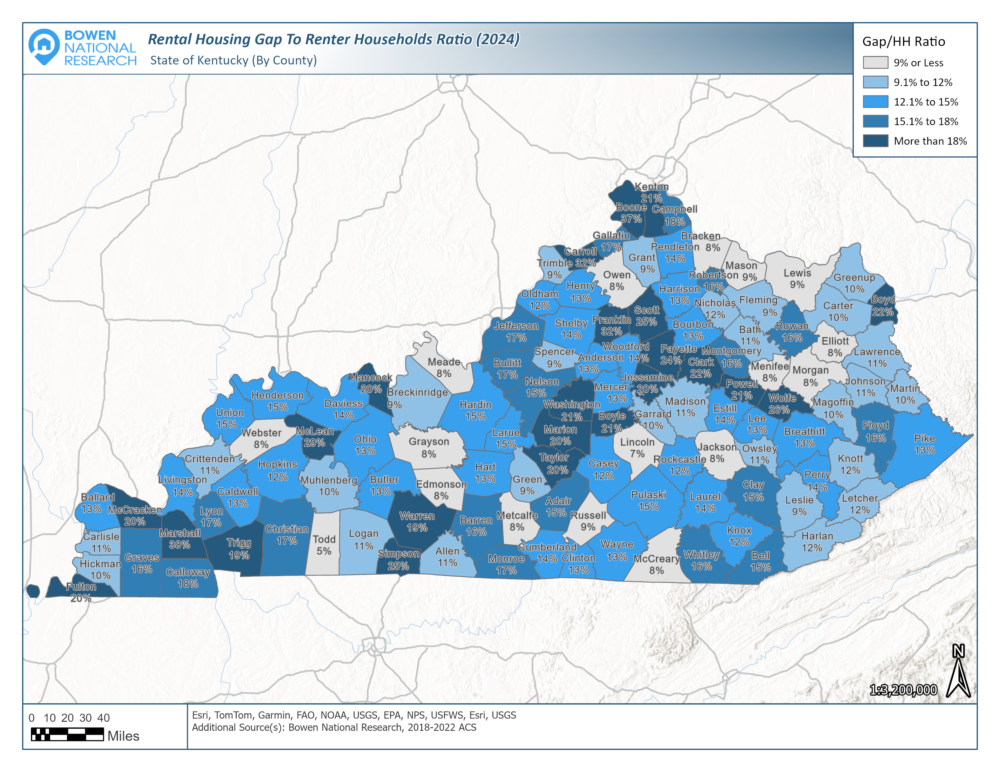 BOWEN
NATIONAL
RESEARCH
Rental Housing Gap To Renter Households Ratio (2024)
State of Kentucky (By County)
Gap/HH Ratio
9% or Less
9.1% to 12%
12.1% to 15%
15.1% to 18%
More than 18%
Kenton
21%
Boone
37%
Campbell
18%
Gallatin
17%
Bracken
8%
Carroll
32%
Trimble
9%
Grant
9%
Pendleton
14%
Owen
8%
Mason
9%
Robertson
16%
Lewis
9%
Greenup
10%
Oldham
12%
Henry
13%
Harrison
13%
Nicholas
12%
Fleming
9%
Carter
10%
Boyd
22%
Jefferson
17%
Shelby
14%
Franklin
32%
Scott
25%
Bourbon
13%
Bath
11%
Rowan
16%
Elliott
8%
Lawrence
11%
Spencer
9%
Anderson
13%
Woodford
14%
Fayette
24%
Clark
22%
Montgomery
16%
Menifee
8%
Morgan
8%
Johnson
11%
Martin
10%
Meade
8%
Bullitt
17%
Nelson
15%
Mercer
13%
Jessamine
20%
Powell
21%
Wolfe
26%
Magoffin
10%
Hancock
20%
Breckinridge
9%
Hardin
15%
Washington
21%
Boyle
21%
Garrard
10%
Madison
11%
Estill
14%
Lee
13%
Breathitt
13%
Floyd
16%
Pike
13%
Henderson
15%
Daviess
14%
Union
15%
Webster
8%
McLean
29%
Ohio
13%
Grayson
8%
Larue
15%
Marion
20%
Taylor
20%
Casey
12%
Lincoln
7%
Rockcastle
12%
Jackson
8%
Owsley
11%
Knott
12%
Perry
14%
Crittenden
11%
Livingston
14%
Hopkins
12%
Muhlenberg
10%
Butler
13%
Edmonson
8%
Hart
13%
Green
9%
Adair
15%
Pulaski
15%
Laurel
14%
Clay
15%
Leslie
9%
Letcher
12%
Ballard
13%
McCracken
20%
Caldwell
13%
Lyon
17%
Marshall
38%
Trigg
19%
Christian
17%
Todd
5%
Logan
11%
Warren
19%
Barren
16%
Metcalfe
8%
Russell
9%
Carlisle
11%
Hickman
10%
Graves
16%
Calloway
18%
Fulton
20%
Simpson
25%
Allen
11%
Monroe
17%
Cumberland
14%
Clinton
13%
Wayne
13%
McCreary
8%
Whitley
16%
Knox
12%
Bell
15%
Harlan
12%
N
1:3,200,000
0 10 20 30 40
Miles
Esri, TomTom, Garmin, FAO, NOAA, USGS, EPA, NPS, USFWS, Esri, USGS
Additional Source(s): Bowen National Research, 2018-2022 ACS